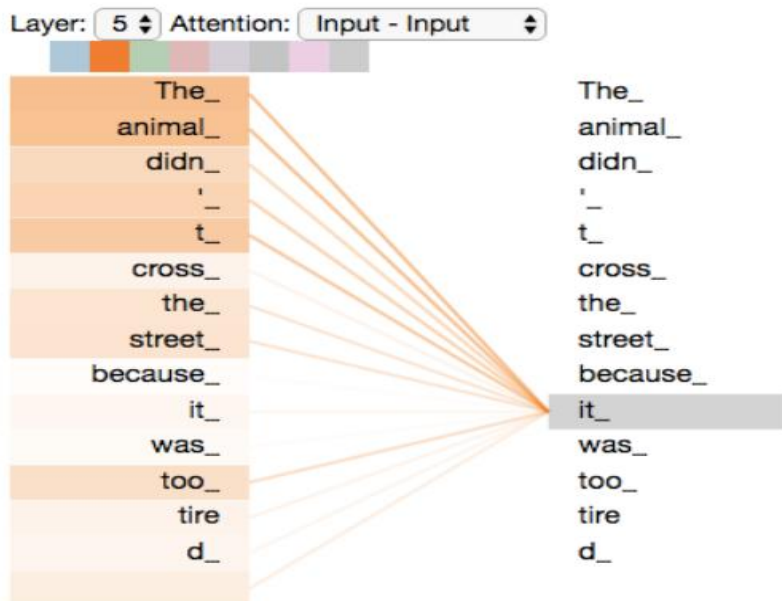 Layer: 5 Attention: Input - Input
The_ The_
animal_ animal_
didn_ didn_
'_ '_
t_ t_
cross_ cross_
the_ the_
street_ street_
because_ because_
it_ it_
was_ was_
too_ too_
tire tire
d_ d_